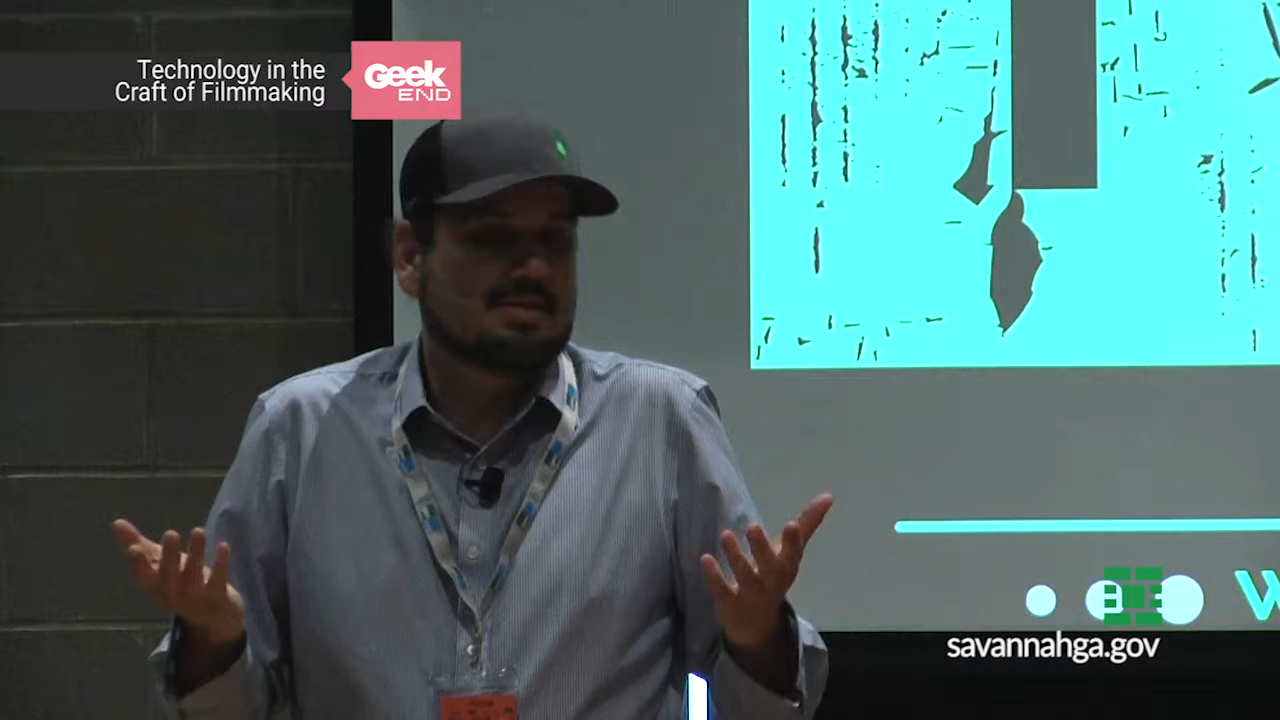 Technology in the
Craft of Filmmaking
Geek
END
W
savannahga.gov